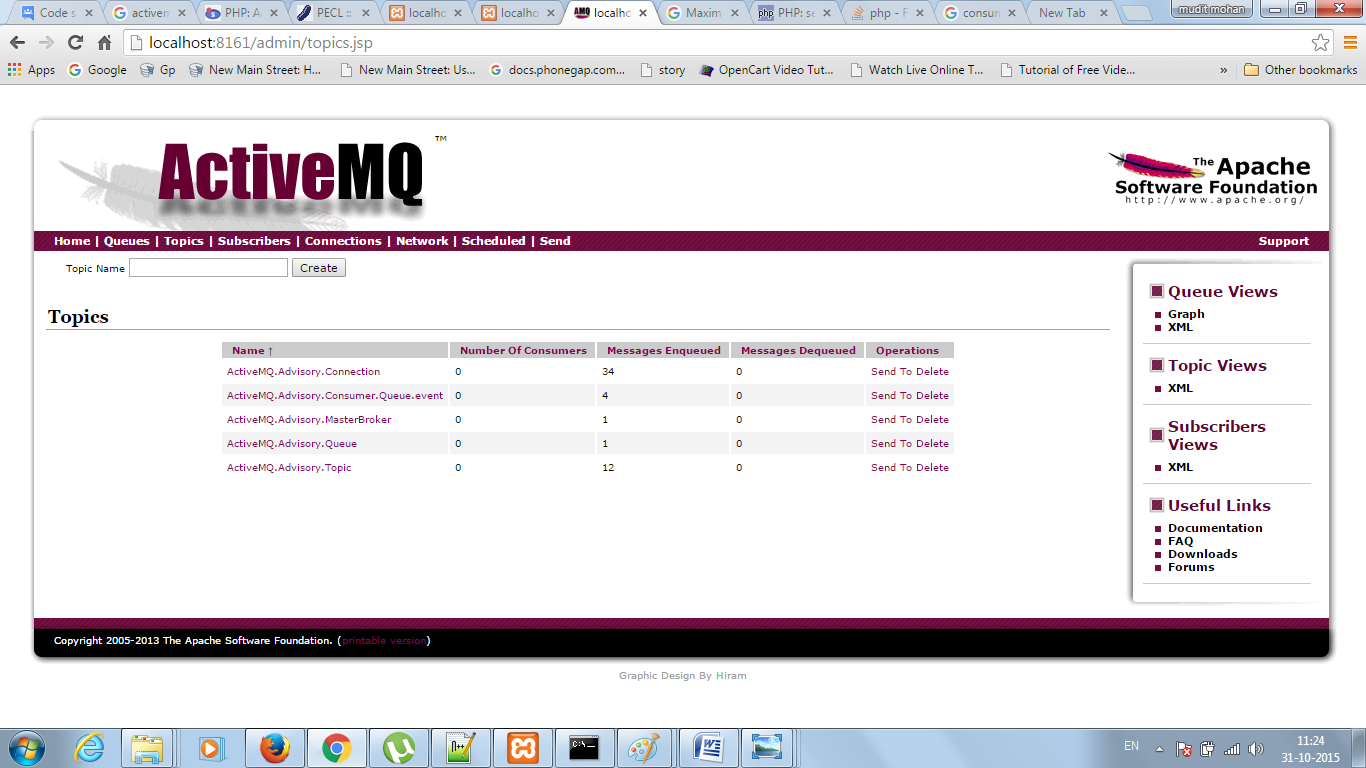 Code s
activem
PHP: A
PECL ::
localho
localho
localho
Maxim
PHP: se
php - F
consun
New Tab
mudit mohan
localhost:8161/admin/topics.jsp
Apps
Google
Gp
New Main Street: H...
New Main Street: Us...
docs.phonegap.com...
story
OpenCart Video Tut...
Watch Live Online T...
Tutorial of Free Vide...
»
Other bookmarks
ActiveMQ ™
The Apache
Software Foundation
http://www.apache.org/
Home | Queues | Topics | Subscribers | Connections | Network | Scheduled | Send
Support
Topic Name
Create
Topics
Name ↑ Number Of Consumers Messages Enqueued Messages Dequeued Operations
ActiveMQ.Advisory.Connection 0 34 0 Send To Delete
ActiveMQ.Advisory.Consumer.Queue.event 0 4 0 Send To Delete
ActiveMQ.Advisory.MasterBroker 0 1 0 Send To Delete
ActiveMQ.Advisory.Queue 0 1 0 Send To Delete
ActiveMQ.Advisory.Topic 0 12 0 Send To Delete
Queue Views
Graph
XML
Topic Views
XML
Subscribers
Views
XML
Useful Links
Documentation
FAQ
Downloads
Forums
Copyright 2005-2013 The Apache Software Foundation. (printable version)
Graphic Design By Hiram
EN
11:24
31-10-2015